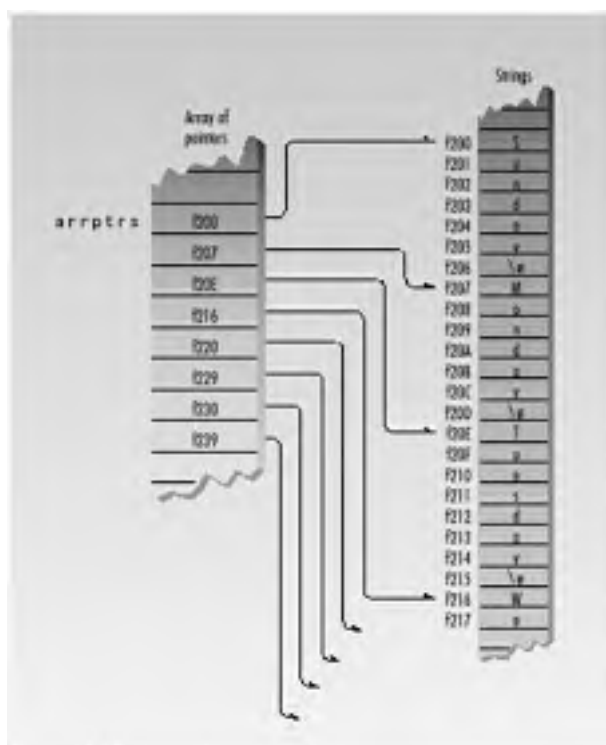 Array of
pointers
arrptrs
f200
f207
f20E
f216
f220
f229
f230
f239
Strings
f200 S
f201 u
f202 n
f203 d
f204 a
f205 y
f206 \0
f207 M
f208 o
f209 n
f20A d
f20B a
f20C y
f20D \0
f20E T
f20F u
f210 e
f211 s
f212 d
f213 a
f214 y
f215 \0
f216 W
f217 e